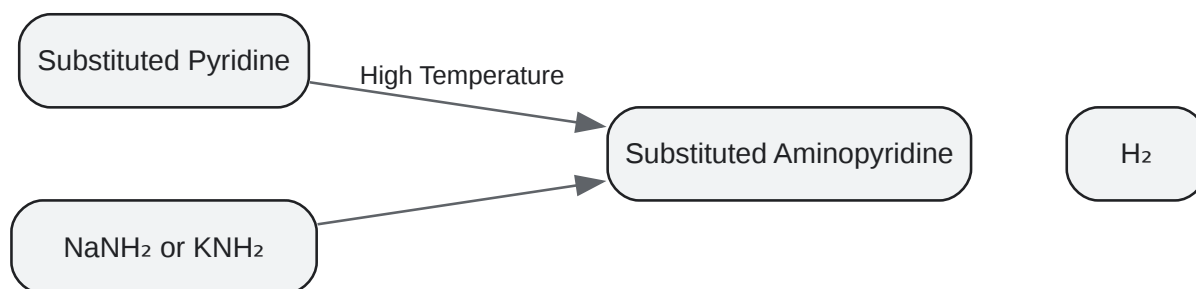 Substituted Pyridine
High Temperature
Substituted Aminopyridine
H₂
NaNH₂ or KNH₂